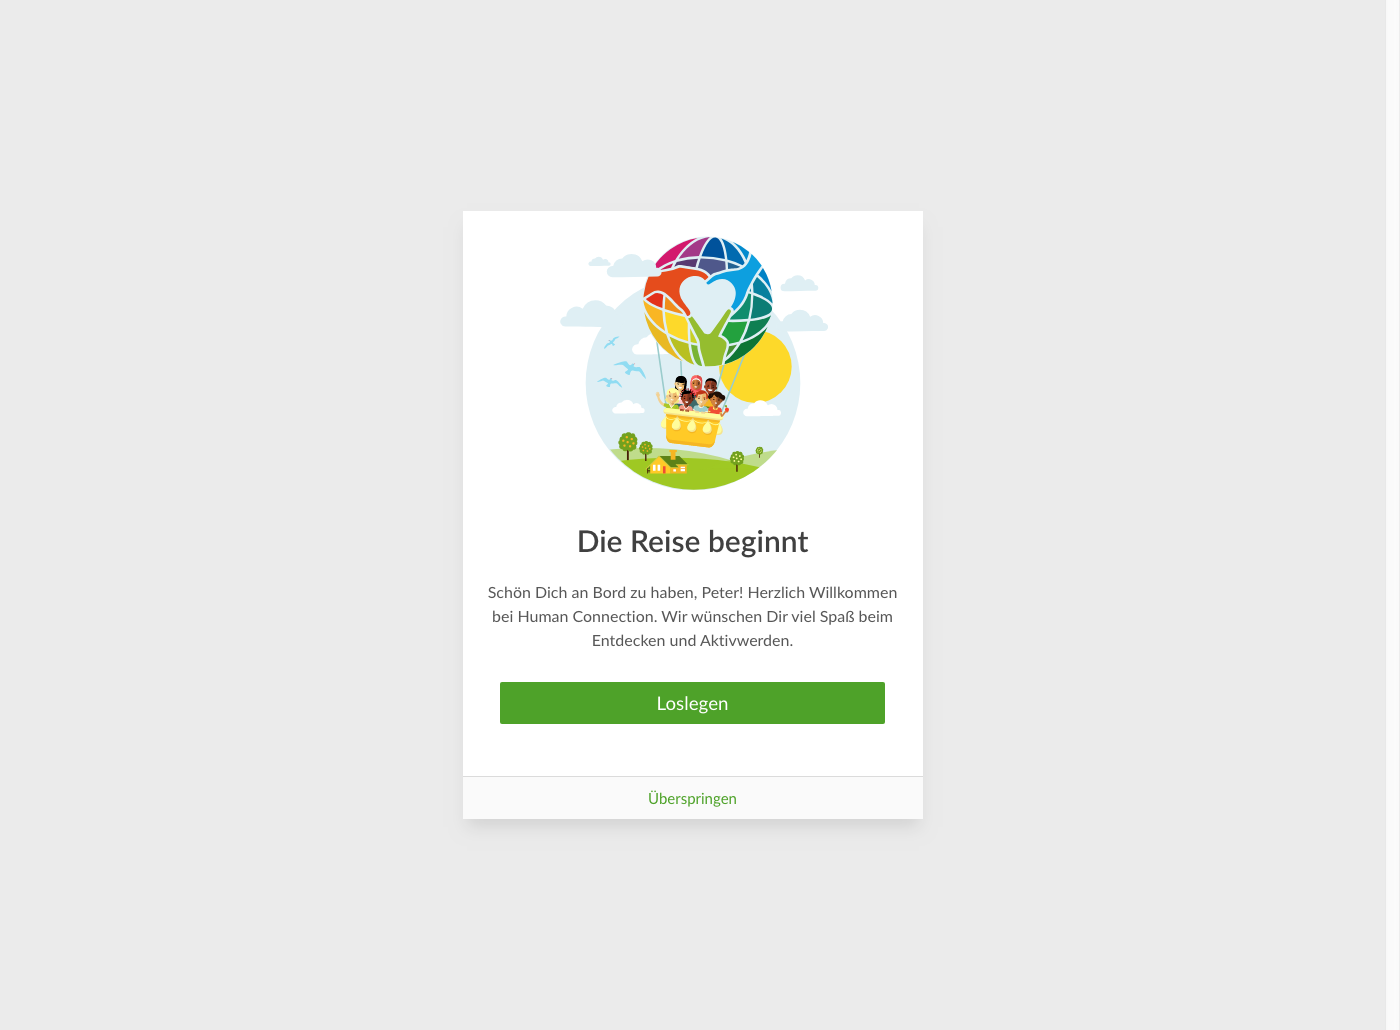 Die Reise beginnt
Schön Dich an Bord zu haben, Peter! Herzlich Willkommen
bei Human Connection. Wir wünschen Dir viel Spaß beim
Entdecken und Aktivwerden.
Loslegen
Überspringen